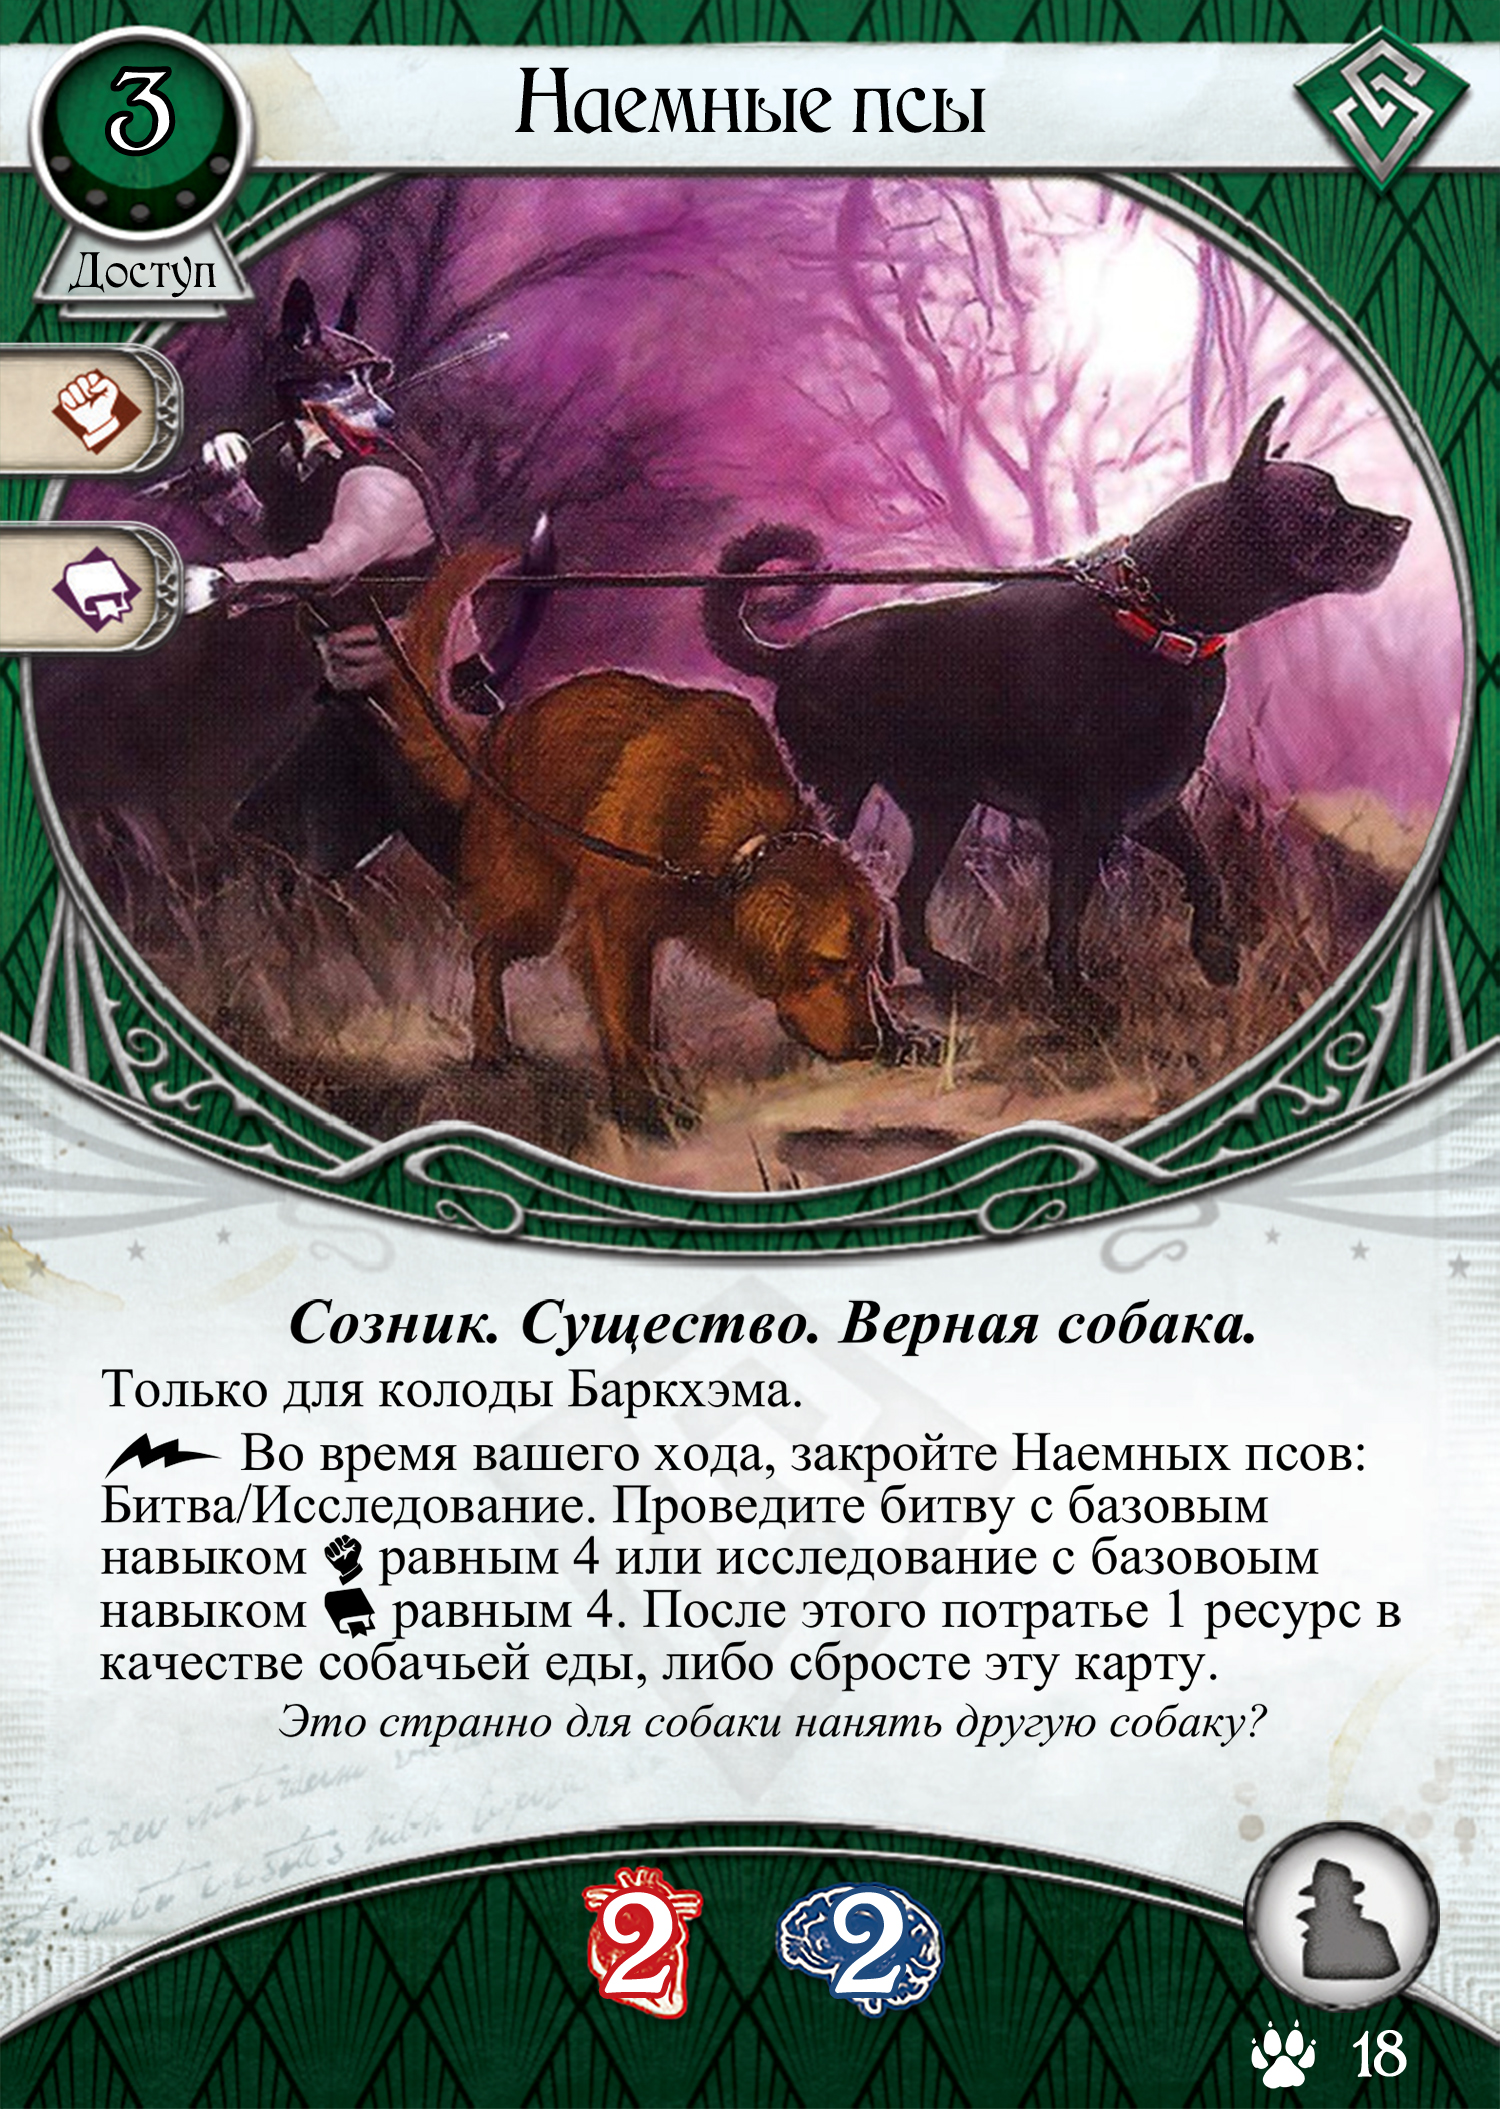 3
Наемные псы
Доступ
Созник. Существо. Верная собака.
Только для колоды Баркхэма.
Во время вашего хода, закройте Наемных псов:
Битва/Исследование. Проведите битву с базовым
навыком равным 4 или исследование с базовоым
навыком равным 4. После этого потратье 1 ресурс в
качестве собачьей еды, либо сбросте эту карту.
Это странно для собаки нанять другую собаку?
2 2
18